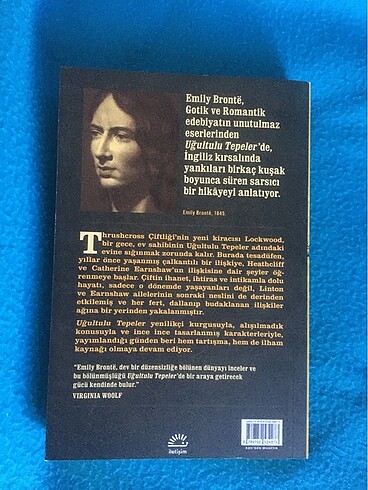 Emily Brontë,
Gotik ve Romantik
edebiyatın unutulmaz
eserlerinden
Uğultulu Tepeler'de,
İngiliz kırsalında
yankıları birkaç kuşak
boyunca süren sarsıcı
bir hikâyeyi anlatıyor.
Emily Brontë, 1845.
Thrushcross Çiftliği'nin yeni kiracısı Lockwood,
bir gece, ev sahibinin Uğultulu Tepeler adındaki
evine sığınmak zorunda kalır. Burada tesadüfen,
yıllar önce yaşanmış çalkantılı bir ilişkiye, Heathcliff
ve Catherine Earnshaw'un ilişkisine dair şeyler öğ-
renmeye başlar. Çiftin ihanet, ihtiras ve intikamla dolu
hayatı, sadece o dönemde yaşayanları değil, Linton
ve Earnshaw ailelerinin sonraki neslini de derinden
etkilemiş ve her fert, dallanıp budaklanan ilişkiler
ağına bir yerinden yakalanmıştır.
Uğultulu Tepeler yenilikçi kurgusuyla, alışılmadık
konusuyla ve ince ince tasarlanmış karakterleriyle,
yayımlandığı günden beri hem tartışma, hem de ilham
kaynağı olmaya devam ediyor.
"Emily Brontë, dev bir düzensizliğe bölünen dünyayı inceler ve
bu bölünmüşlüğü Uğultulu Tepeler'de bir araya getirecek
gücü kendinde bulur."
VIRGINIA WOOLF
iletişim